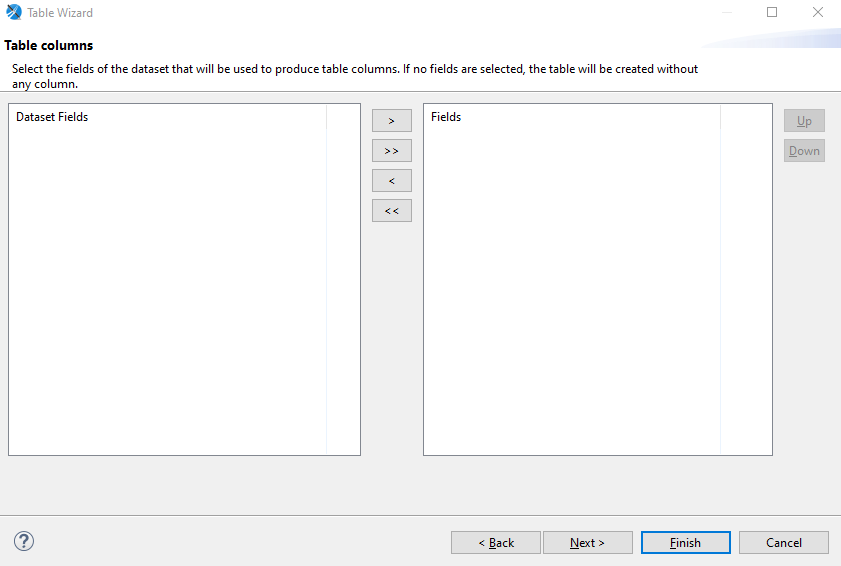 Table Wizard
Table columns
Select the fields of the dataset that will be used to produce table columns. If no fields are selected, the table will be created without
any column.
Dataset Fields
>
>>
<
<<
Fields
Up
Down
?
< Back
Next >
Finish
Cancel